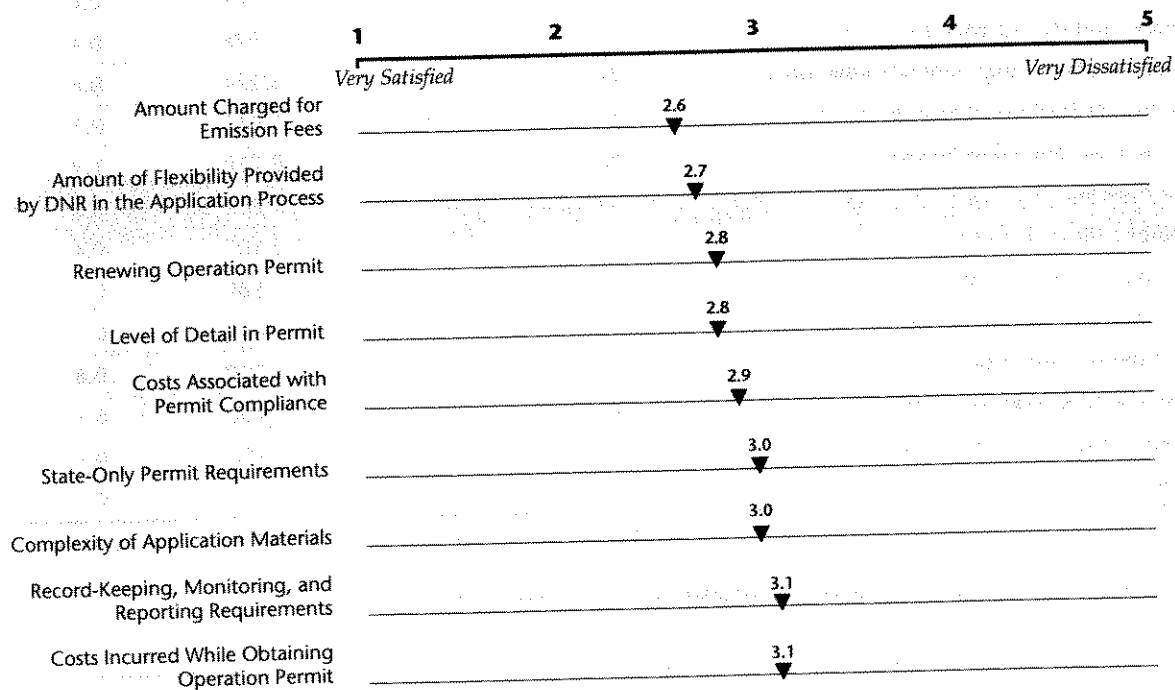 1 2 3 4 5
Very Satisfied Very Dissatisfied
Amount Charged for
Emission Fees
2.6
Amount of Flexibility Provided
by DNR in the Application Process
2.7
Renewing Operation Permit
2.8
Level of Detail in Permit
2.8
Costs Associated with
Permit Compliance
2.9
State-Only Permit Requirements
3.0
Complexity of Application Materials
3.0
Record-Keeping, Monitoring, and
Reporting Requirements
3.1
Costs Incurred While Obtaining
Operation Permit
3.1